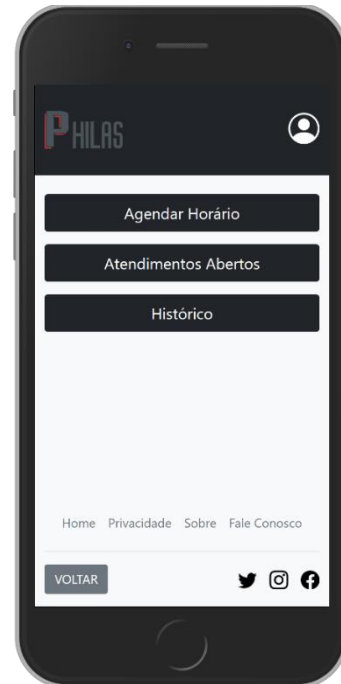 PHILAS
Agendar Horário
Atendimentos Abertos
Histórico
Home Privacidade Sobre Fale Conosco
VOLTAR